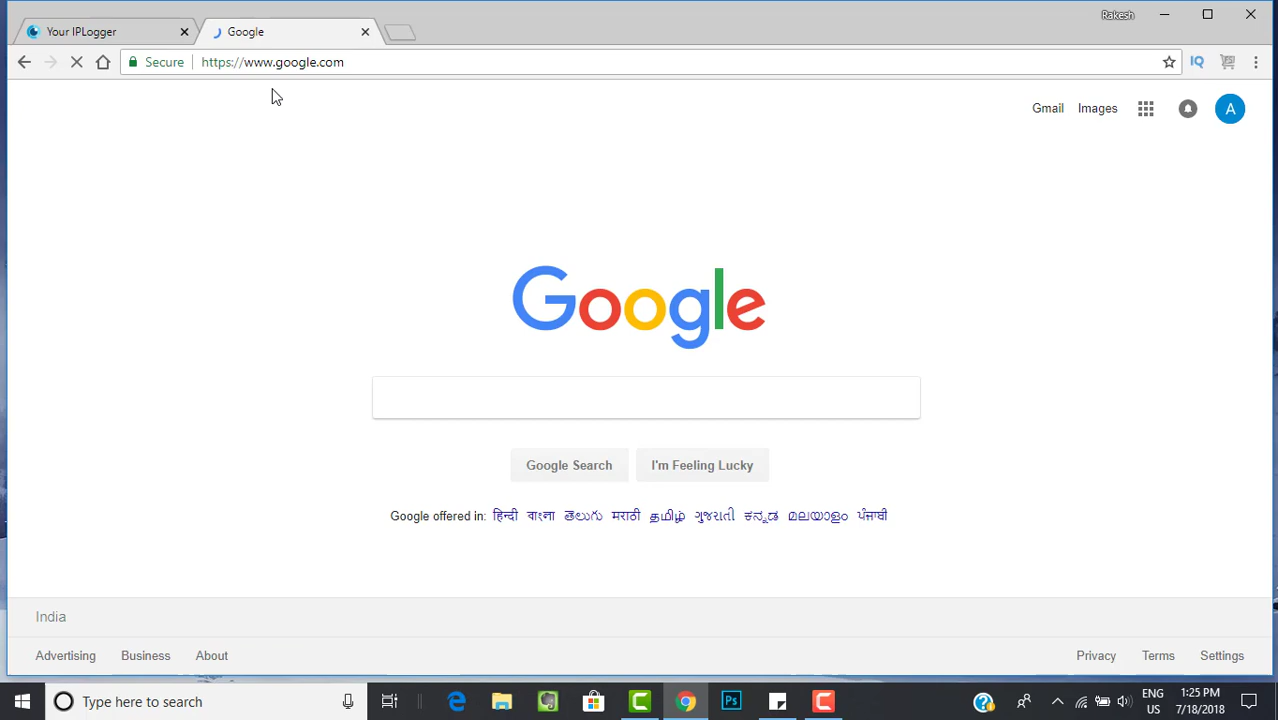 Rakesh
Your IPLogger
Google
Secure
https://www.google.com
IQ
Gmail
Images
A
Google
Google Search
I'm Feeling Lucky
Google offered in: हिन्दी বাংলা తెలుగు मराठी தமிழ் ગુજરાતી ಕನ್ನಡ മലയാളം ਪੰਜਾਬੀ
India
Advertising
Business
About
Privacy
Terms
Settings
Type here to search
Ps
ENG
US
1:25 PM
7/18/2018